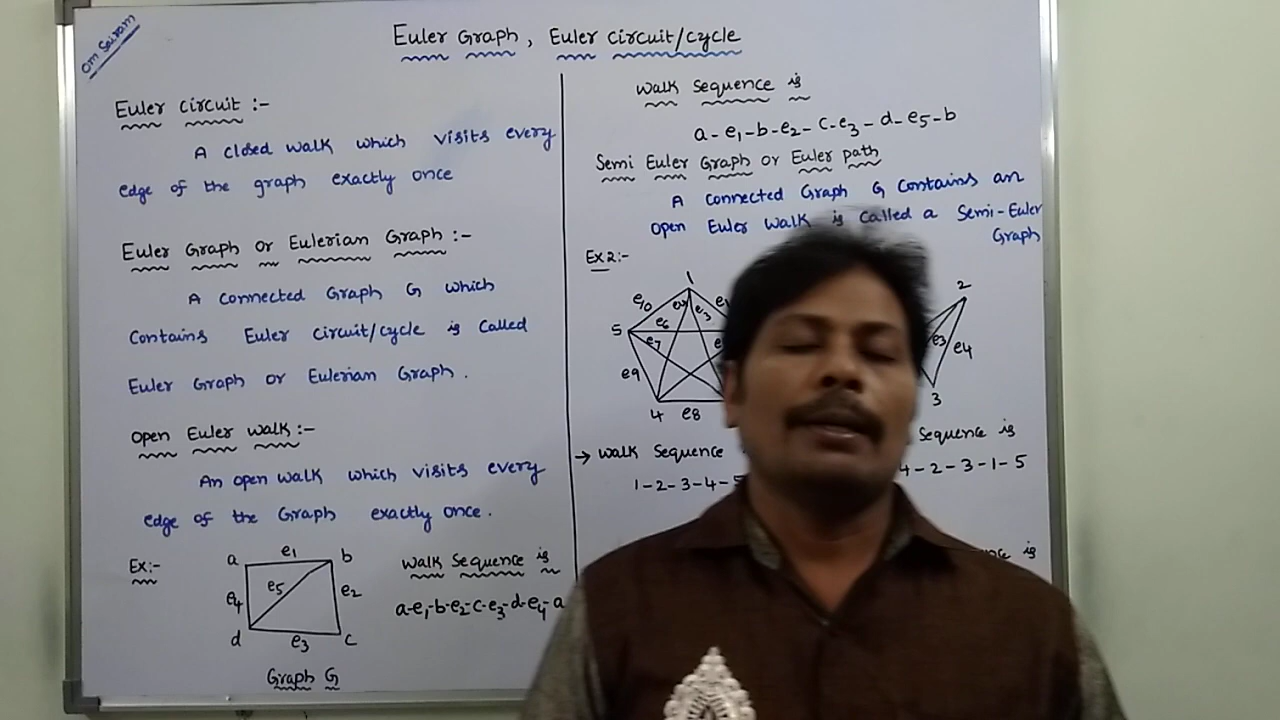 Om Sairam
Euler Graph, Euler circuit/cycle
Euler circuit :-
A closed walk which visits every
edge of the graph exactly once
Euler Graph or Eulerian Graph :-
A connected Graph G which
contains Euler circuit/cycle is called
Euler Graph or Eulerian Graph.
open Euler walk :-
An open walk which visits every
edge of the Graph exactly once.
Ex:-
a e1 b
e5
e4 e2
d e3 c
Graph G
walk sequence is
a-e1-b-e2-c-e3-d-e4-a
walk sequence is
a-e1-b-e2-c-e3-d-e5-b
Semi Euler Graph or Euler path
A connected Graph G contains an
open Euler walk is called a Semi-Euler
Graph
Ex2:-
1
e10 e3
5 e6
e7
e9
4 e8
2
e3 e4
3
→ walk sequence
1-2-3-4-5
sequence is
4-2-3-1-5
is